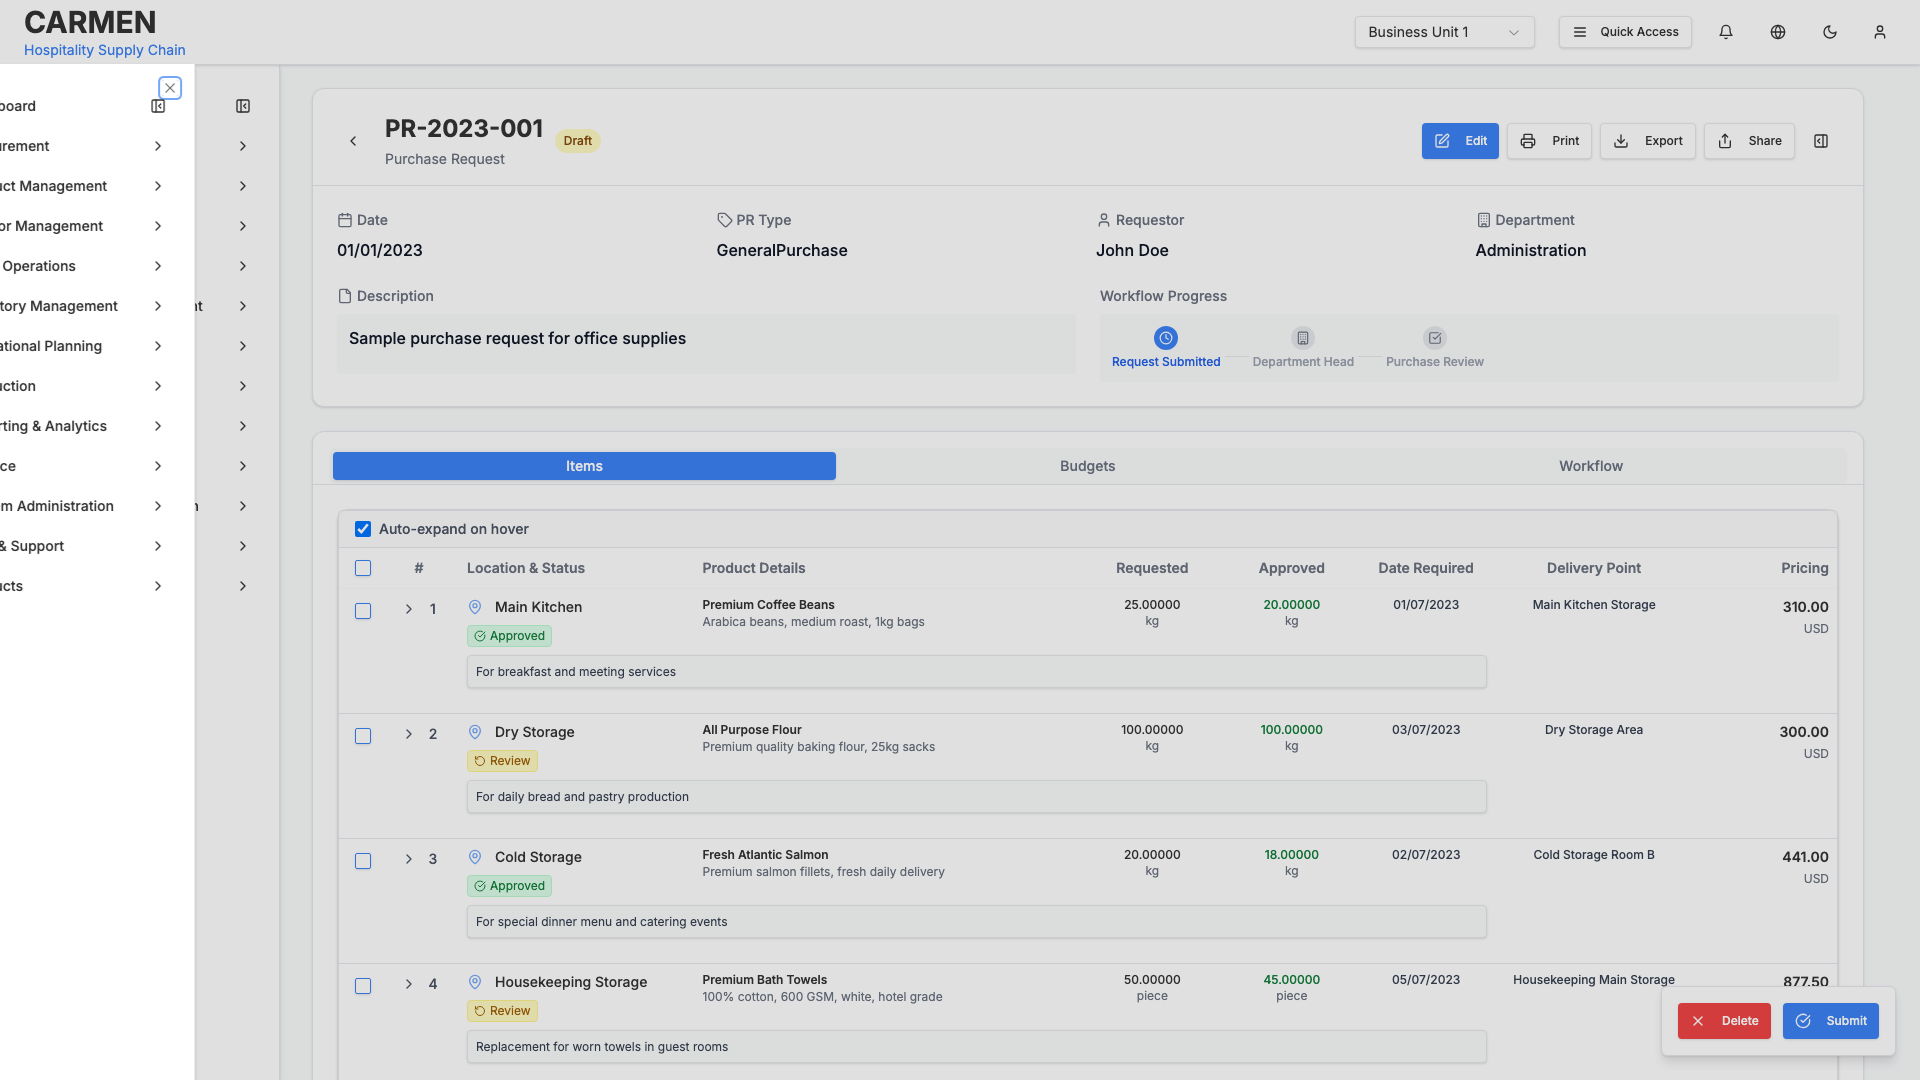 CARMEN
Hospitality Supply Chain
Business Unit 1
Quick Access
board
urement
uct Management
or Management
Operations
tory Management
ational Planning
uction
rting & Analytics
ce
m Administration
& Support
ucts
nt
n
PR-2023-001
Draft
Purchase Request
Edit
Print
Export
Share
Date
PR Type
Requestor
Department
01/01/2023
GeneralPurchase
John Doe
Administration
Description
Workflow Progress
Sample purchase request for office supplies
Request Submitted
Department Head
Purchase Review
Items
Budgets
Workflow
Auto-expand on hover
# Location & Status Product Details Requested Approved Date Required Delivery Point Pricing
1 Main Kitchen Premium Coffee Beans 25.00000 20.00000 01/07/2023 Main Kitchen Storage 310.00
Arabica beans, medium roast, 1kg bags kg kg USD
Approved
For breakfast and meeting services
2 Dry Storage All Purpose Flour 100.00000 100.00000 03/07/2023 Dry Storage Area 300.00
Premium quality baking flour, 25kg sacks kg kg USD
Review
For daily bread and pastry production
3 Cold Storage Fresh Atlantic Salmon 20.00000 18.00000 02/07/2023 Cold Storage Room B 441.00
Premium salmon fillets, fresh daily delivery kg kg USD
Approved
For special dinner menu and catering events
4 Housekeeping Storage Premium Bath Towels 50.00000 45.00000 05/07/2023 Housekeeping Main Storage 877.50
100% cotton, 600 GSM, white, hotel grade piece piece
Review
Replacement for worn towels in guest rooms
Delete
Submit